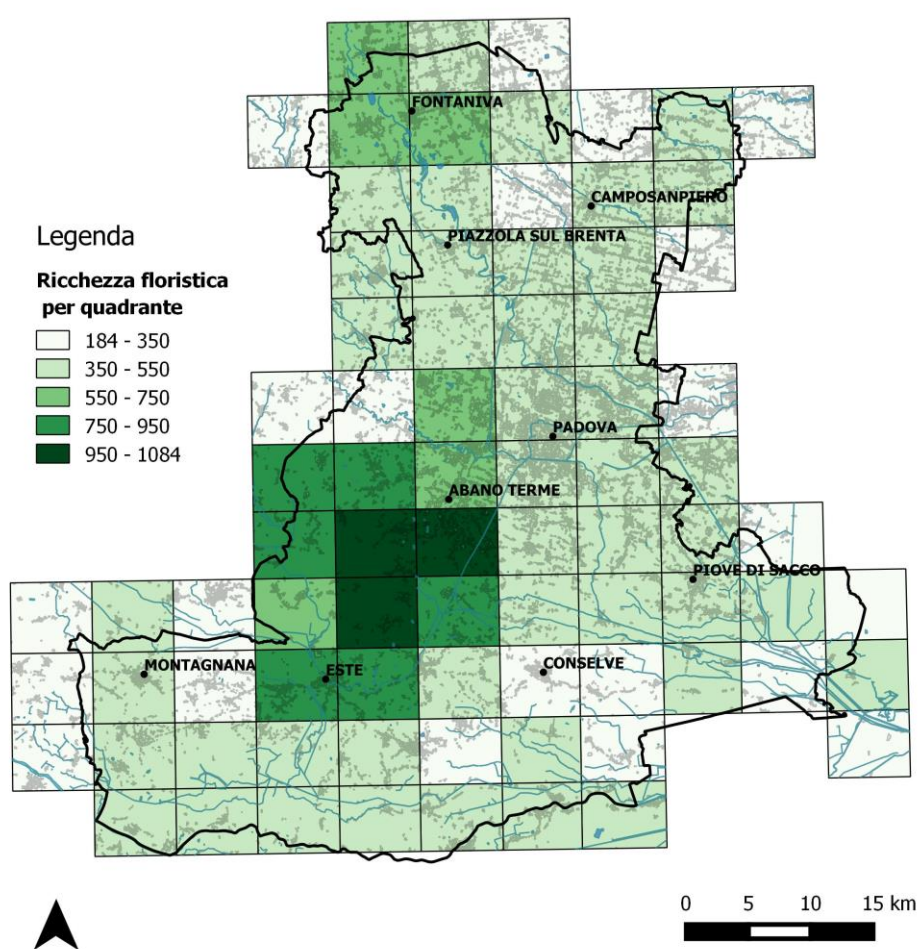 FONTANIVA
CAMPOSANPIERO
PIAZZOLA SUL BRENTA
Legenda
Ricchezza floristica
per quadrante
184 - 350
350 - 550
550 - 750
750 - 950
950 - 1084
PADOVA
ABANO TERME
PIOVE DI SACCO
MONTAGNANA
ESTE
CONSELVE
0 5 10 15 km